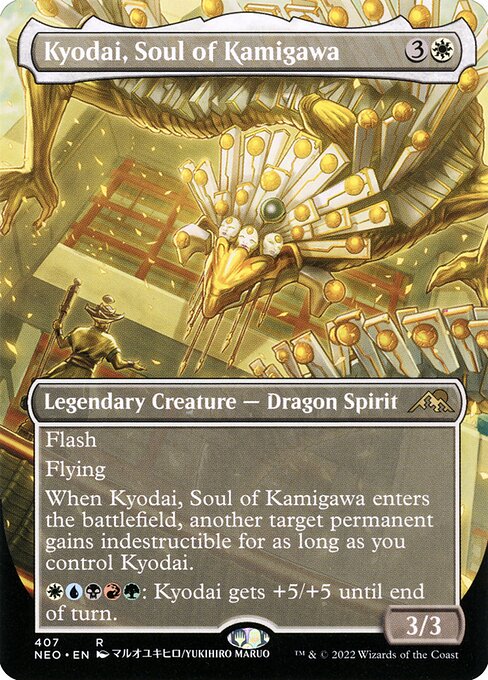 Kyodai, Soul of Kamigawa 3
Legendary Creature — Dragon Spirit
Flash
Flying
When Kyodai, Soul of Kamigawa enters
the battlefield, another target permanent
gains indestructible for as long as you
control Kyodai.
: Kyodai gets +5/+5 until end
of turn.
3/3
407 R
NEO • EN マルオユキヒロ/YUKIHIRO MARUO
™ & © 2022 Wizards of the Coast